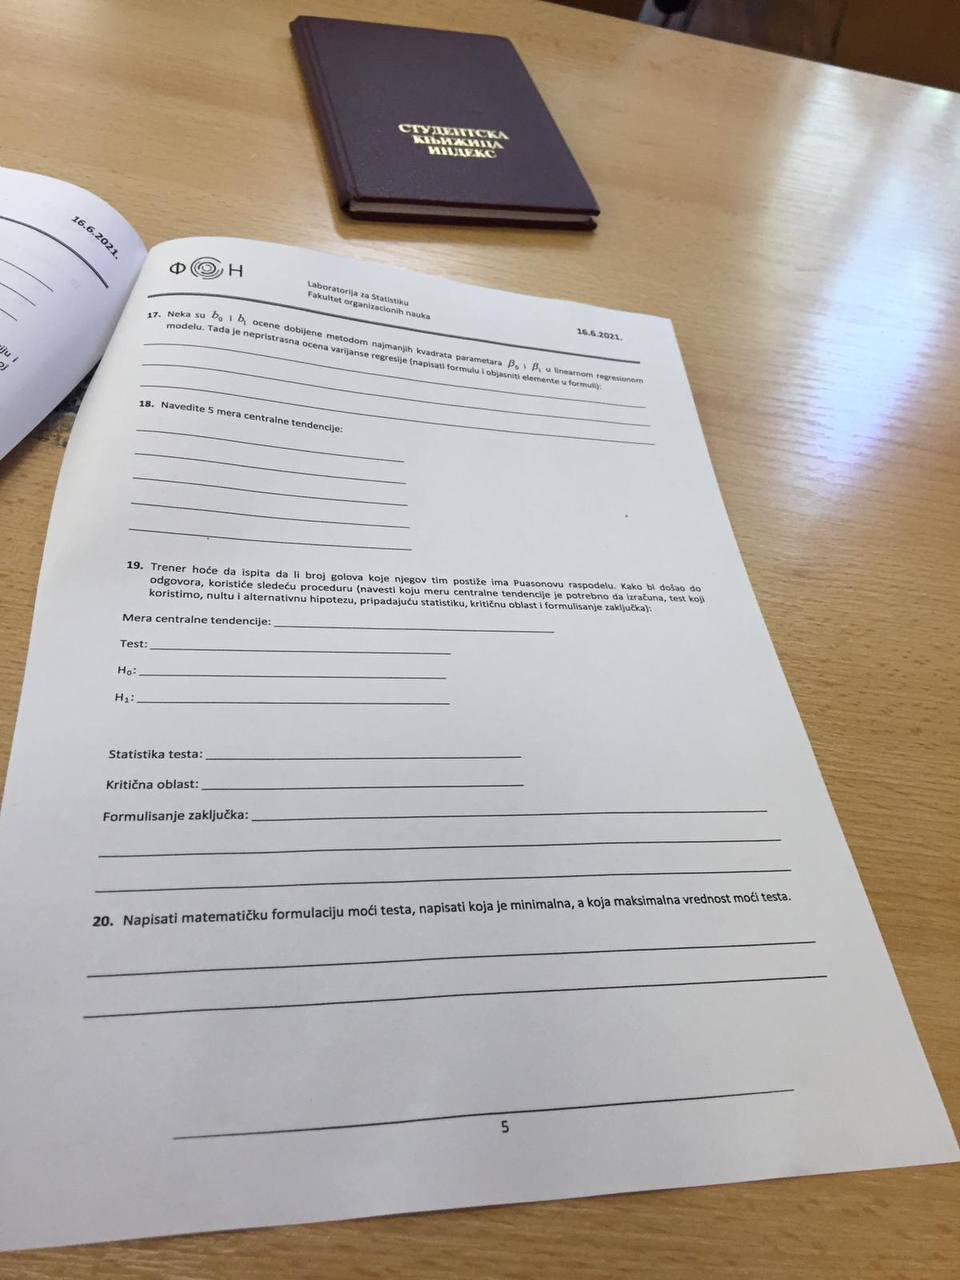 СТУДЕНТСКА
КЊИЖИЦА
ИНДЕКС
16.6.2021.
Ф Н
Laboratorija za Statistiku
Fakultet organizacionih nauka
16.6.2021.
17. Neka su b₀ i b₁ ocene dobijene metodom najmanjih kvadrata parametara β₀ i β₁ u linearnom regresionom
modelu. Tada je nepristrasna ocena varijanse regresije (napisati formulu i objasniti elemente u formuli):
18. Navedite 5 mera centralne tendencije:
19. Trener hoće da ispita da li broj golova koje njegov tim postiže ima Puasonovu raspodelu. Kako bi došao do
odgovora, koristiće sledeću proceduru (navesti koju meru centralne tendencije je potrebno da izračuna, test koji
koristimo, nultu i alternativnu hipotezu, pripadajuću statistiku, kritičnu oblast i formulisanje zaključka):
Mera centralne tendencije:
Test:
H₀:
H₁:
Statistika testa:
Kritična oblast:
Formulisanje zaključka:
20. Napisati matematičku formulaciju moći testa, napisati koja je minimalna, a koja maksimalna vrednost moći testa.
5